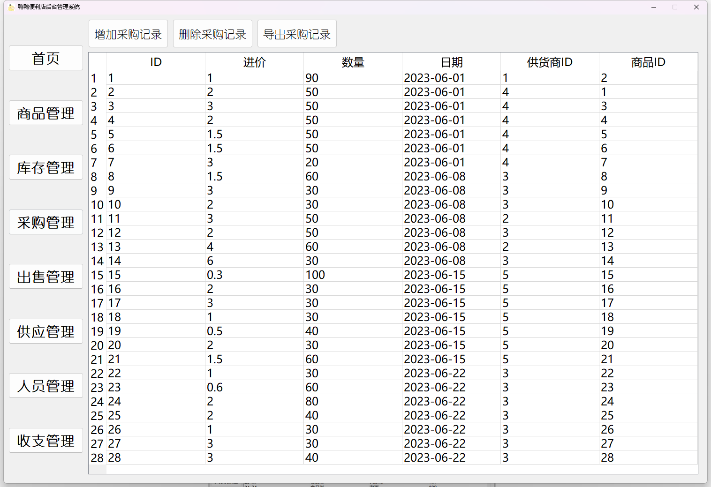 便利店后台管理系统
增加采购记录 删除采购记录 导出采购记录
首页
商品管理
库存管理
采购管理
出售管理
供应管理
人员管理
收支管理
ID 进价 数量 日期 供货商ID 商品ID
1 1 1 90 2023-06-01 1 2
2 2 2 50 2023-06-01 4 1
3 3 3 50 2023-06-01 4 3
4 4 2 50 2023-06-01 4 4
5 5 1.5 50 2023-06-01 4 5
6 6 1.5 50 2023-06-01 4 6
7 7 3 20 2023-06-01 4 7
8 8 1.5 60 2023-06-08 3 8
9 9 3 30 2023-06-08 3 9
10 10 2 30 2023-06-08 3 10
11 11 3 50 2023-06-08 2 11
12 12 2 50 2023-06-08 3 12
13 13 4 60 2023-06-08 2 13
14 14 6 30 2023-06-08 3 14
15 15 0.3 100 2023-06-15 5 15
16 16 2 30 2023-06-15 5 16
17 17 3 30 2023-06-15 5 17
18 18 1 30 2023-06-15 5 18
19 19 0.5 40 2023-06-15 5 19
20 20 2 30 2023-06-15 5 20
21 21 1.5 60 2023-06-15 5 21
22 22 1 30 2023-06-22 3 22
23 23 0.6 60 2023-06-22 3 23
24 24 2 80 2023-06-22 3 24
25 25 2 40 2023-06-22 3 25
26 26 1 30 2023-06-22 3 26
27 27 3 30 2023-06-22 3 27
28 28 3 40 2023-06-22 3 28